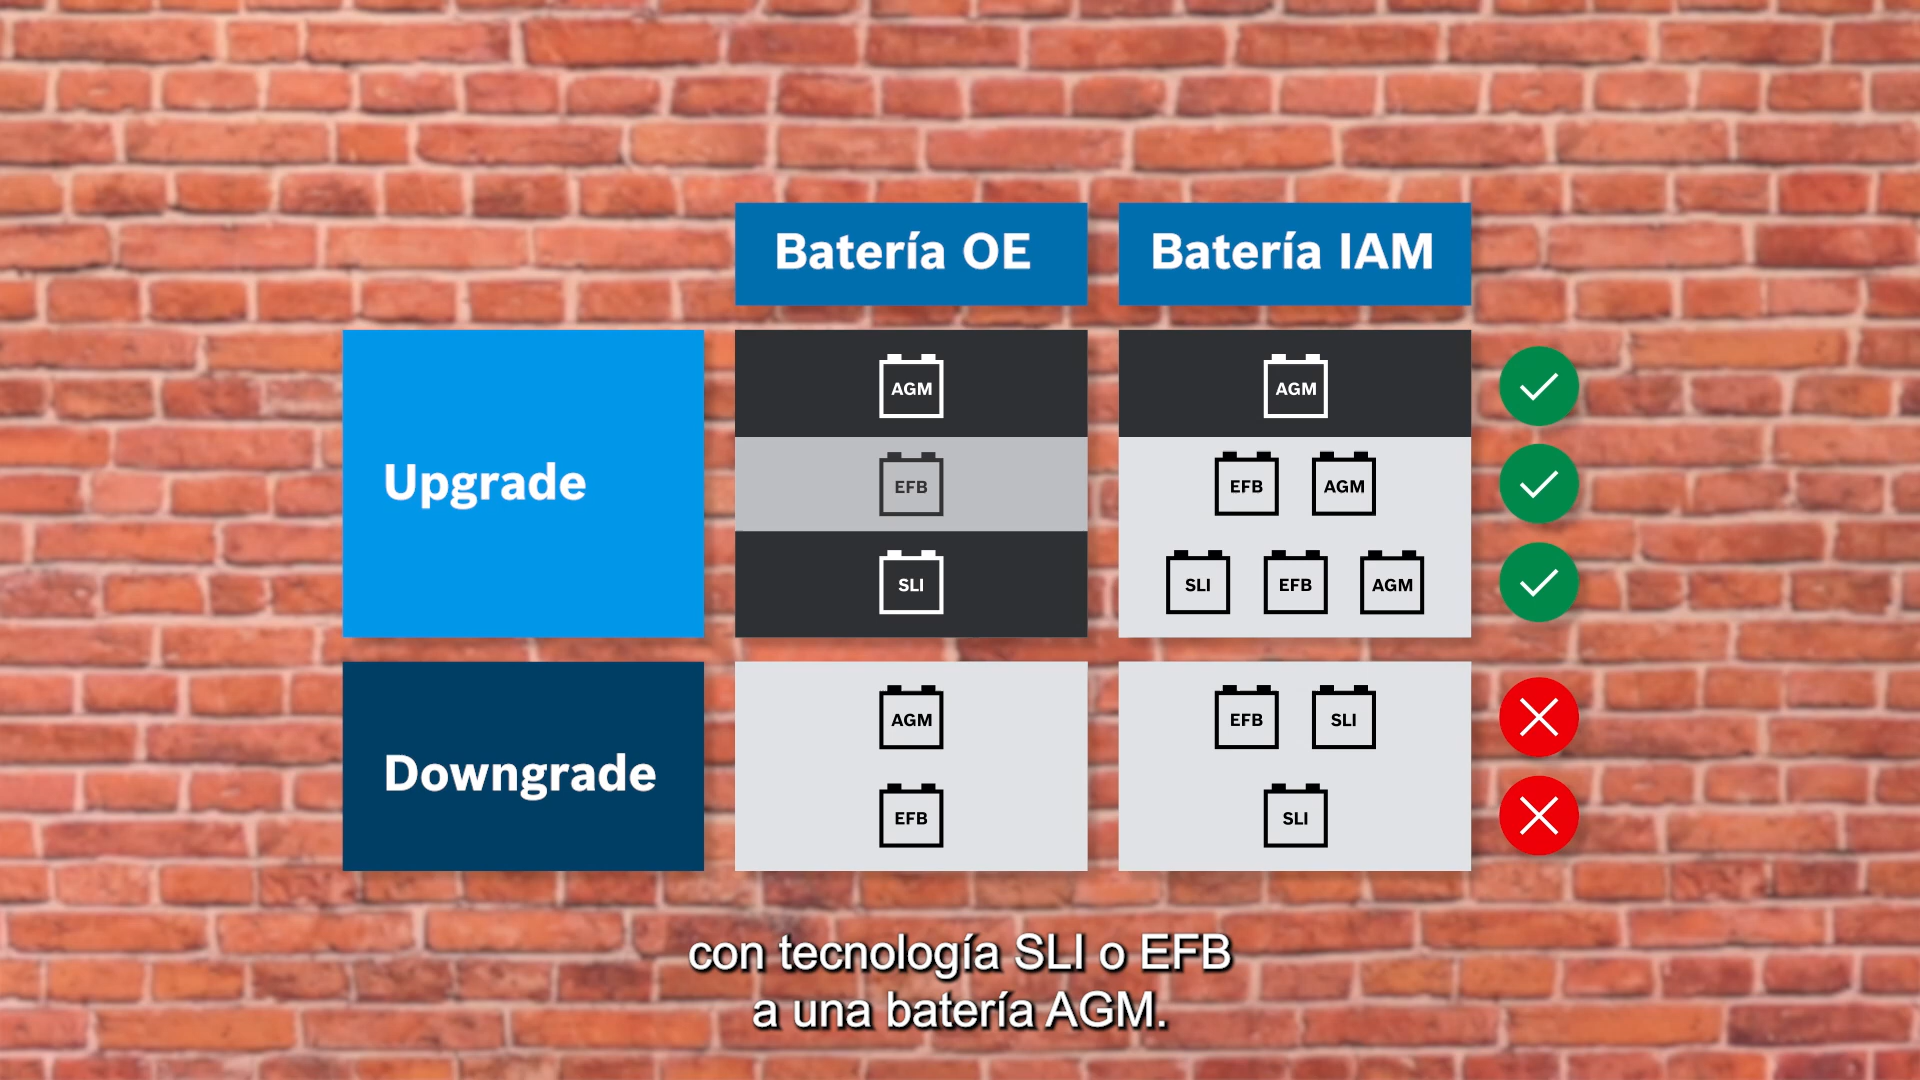 Batería OE
Batería IAM
Upgrade
AGM
AGM
EFB
EFB
AGM
SLI
SLI
EFB
AGM
Downgrade
AGM
EFB
SLI
EFB
SLI
con tecnología SLI o EFB
a una batería AGM.